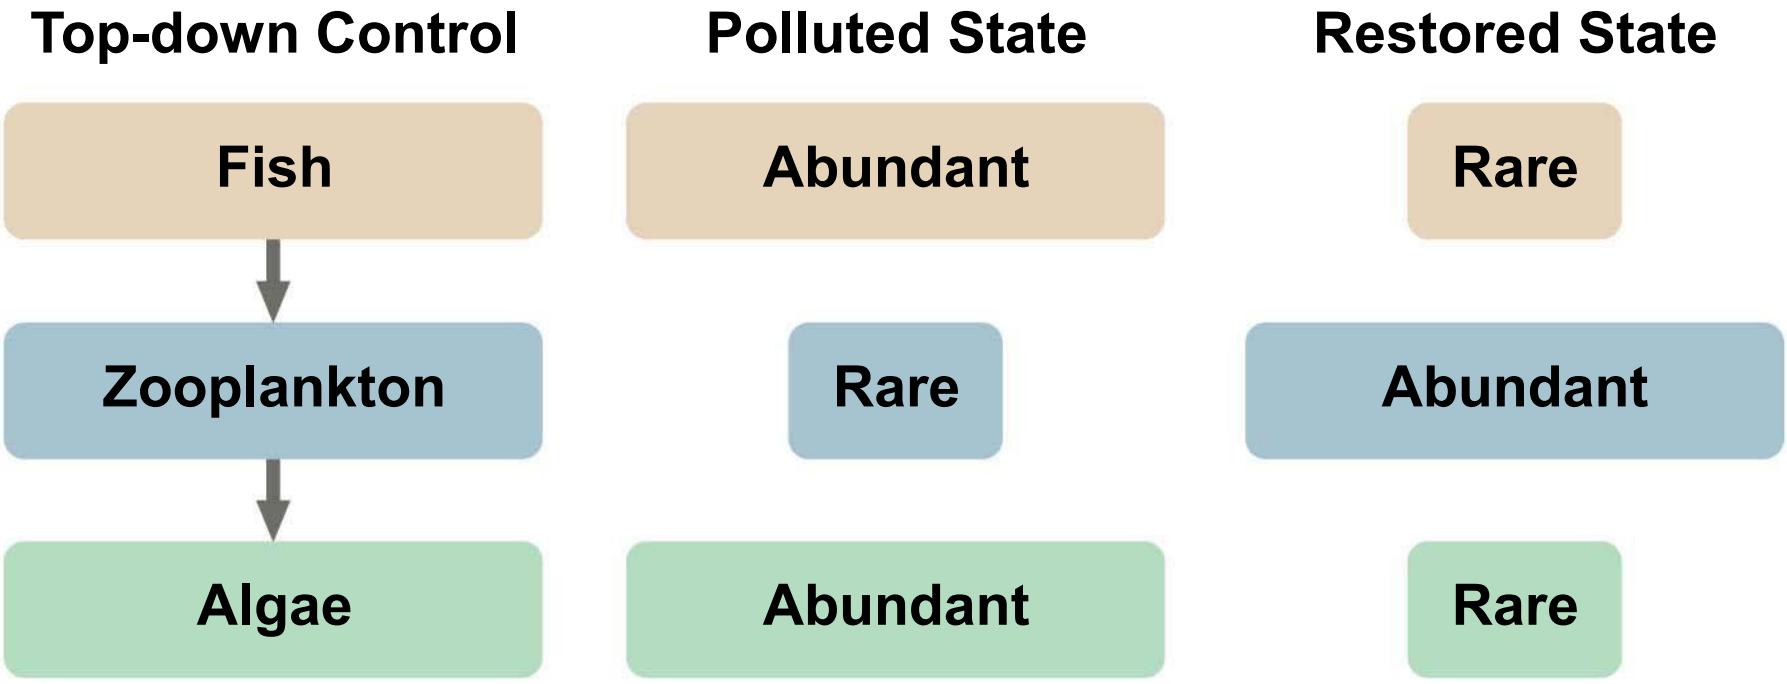 Top-down Control
Polluted State
Restored State
Fish
Abundant
Rare
Zooplankton
Rare
Abundant
Algae
Abundant
Rare